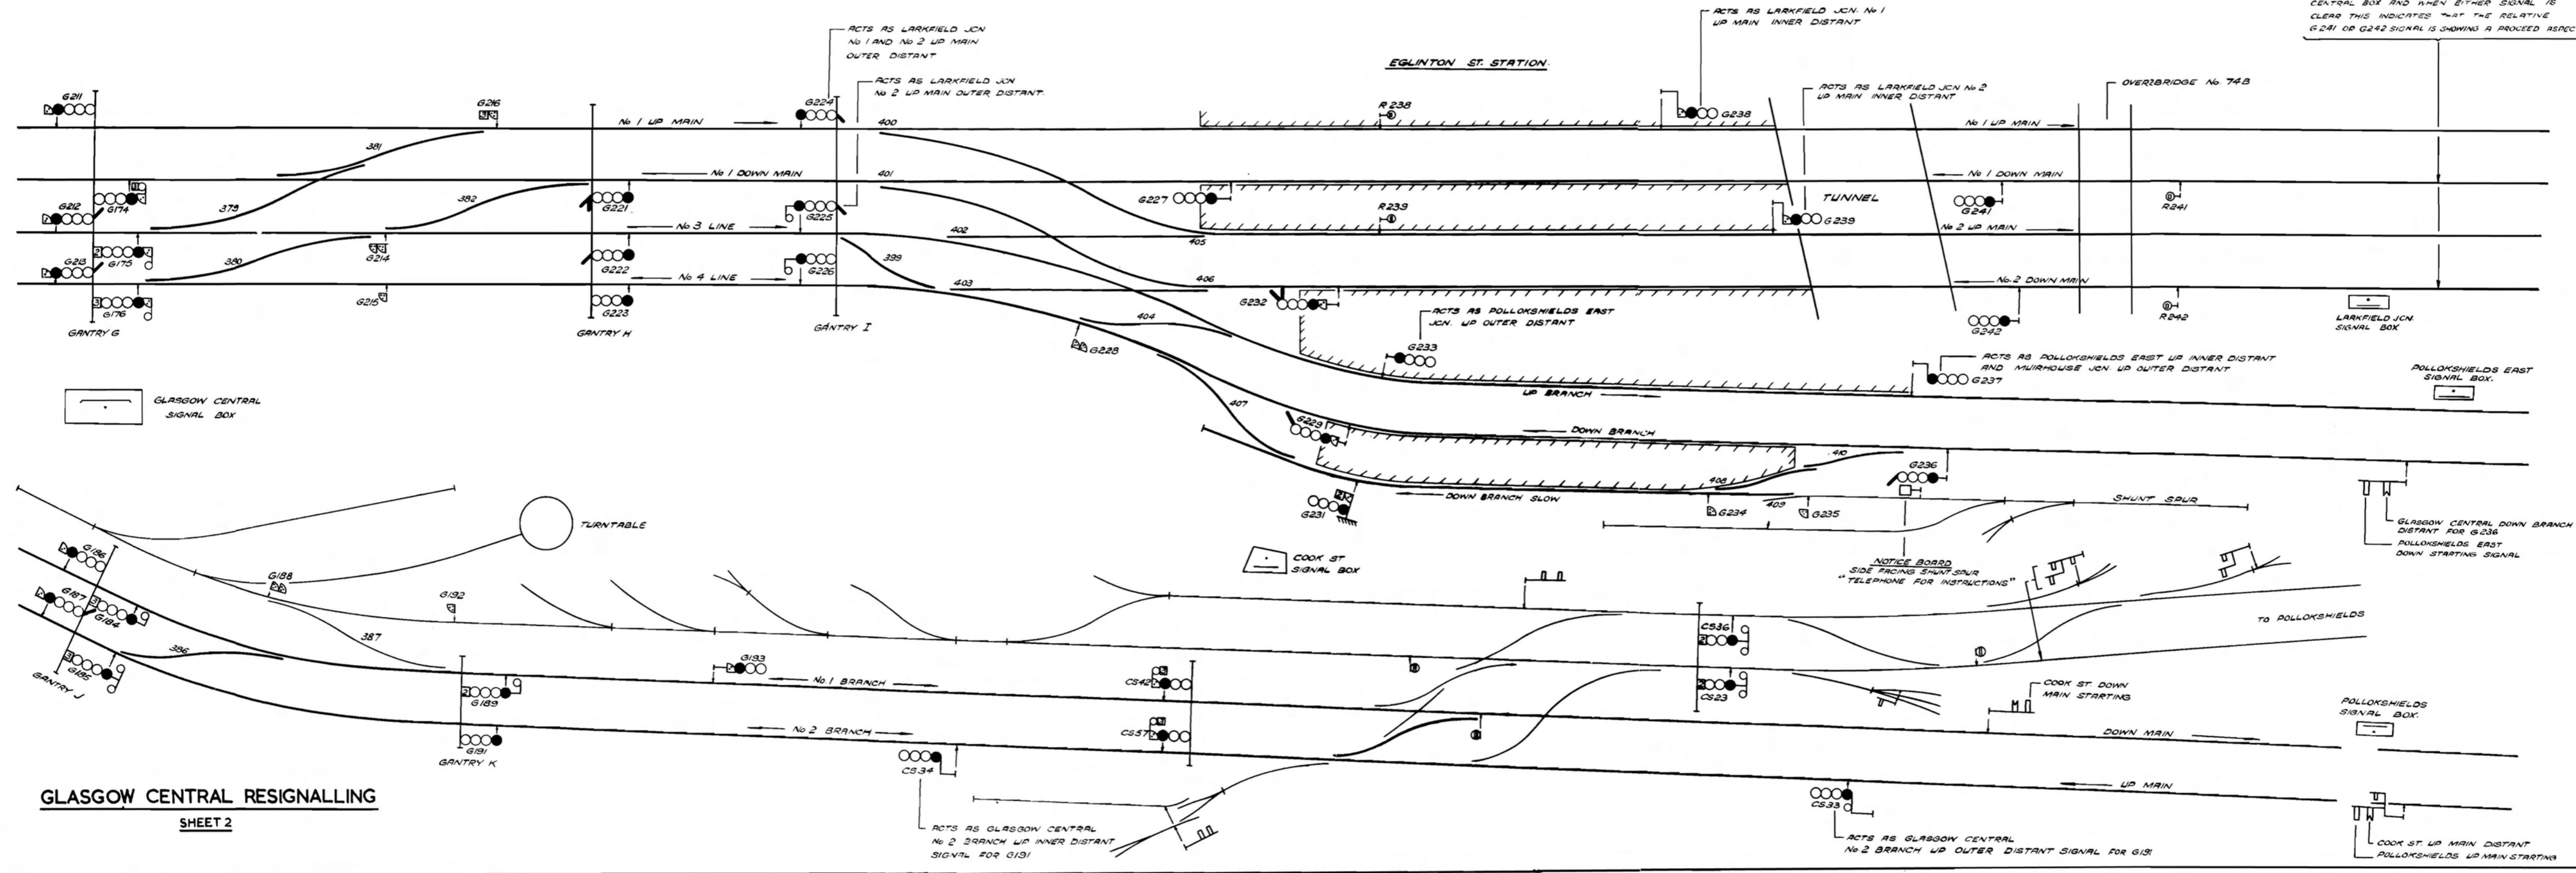 CENTRAL BOX AND WHEN EITHER SIGNAL IS
CLEAR THIS INDICATES THAT THE RELATIVE
G241 OR G242 SIGNAL IS SHOWING A PROCEED ASPEC
ACTS AS LARKFIELD JCN
No 1 AND No 2 UP MAIN
OUTER DISTANT
ACTS AS LARKFIELD JCN
No 2 UP MAIN OUTER DISTANT.
ACTS AS LARKFIELD JCN. No 1
UP MAIN INNER DISTANT
EGLINTON ST. STATION.
ACTS AS LARKFIELD JCN No 2
UP MAIN INNER DISTANT
OVERBRIDGE No. 74B
G211
G216
No 1 UP MAIN
G224
400
R238
G238
No 1 UP MAIN
381
No 1 DOWN MAIN
401
No 1 DOWN MAIN
G212
G174
375
382
G221
G225
G227
R239
G239
TUNNEL
G241
R241
No 3 LINE
402
405
No 2 UP MAIN
G213
G175
380
G214
G222
G226
399
No 4 LINE
403
406
No. 2 DOWN MAIN
G176
G215
G223
G232
G242
R242
LARKFIELD JCN.
SIGNAL BOX
GANTRY G
GANTRY H
GANTRY I
404
G228
ACTS AS POLLOKSHIELDS EAST
JCN. UP OUTER DISTANT
G233
ACTS AS POLLOKSHIELDS EAST UP INNER DISTANT
AND MUIRHOUSE JCN. UP OUTER DISTANT
G237
POLLOKSHIELDS EAST
SIGNAL BOX.
GLASGOW CENTRAL
SIGNAL BOX
UP BRANCH
407
G229
DOWN BRANCH
410
G236
408
DOWN BRANCH SLOW
409
G231
G234
G235
SHUNT SPUR
GLASGOW CENTRAL DOWN BRANCH
DISTANT FOR G236
POLLOKSHIELDS EAST
DOWN STARTING SIGNAL
TURNTABLE
COOK ST
SIGNAL BOX
NOTICE BOARD
SIDE FACING SHUNT SPUR
"TELEPHONE FOR INSTRUCTIONS"
G186
G188
G192
G187
G184
387
386
G185
GANTRY J
G193
No. 1 BRANCH
CS42
CS36
TO POLLOKSHIELDS
G189
CS23
COOK ST DOWN
MAIN STARTING
G191
No 2 BRANCH
CS57
POLLOKSHIELDS
SIGNAL BOX.
DOWN MAIN
GANTRY K
CS34
UP MAIN
CS33
GLASGOW CENTRAL RESIGNALLING
SHEET 2
ACTS AS GLASGOW CENTRAL
No 2 BRANCH UP INNER DISTANT
SIGNAL FOR G191
ACTS AS GLASGOW CENTRAL
No 2 BRANCH UP OUTER DISTANT SIGNAL FOR G191
COOK ST. UP MAIN DISTANT
POLLOKSHIELDS UP MAIN STARTING